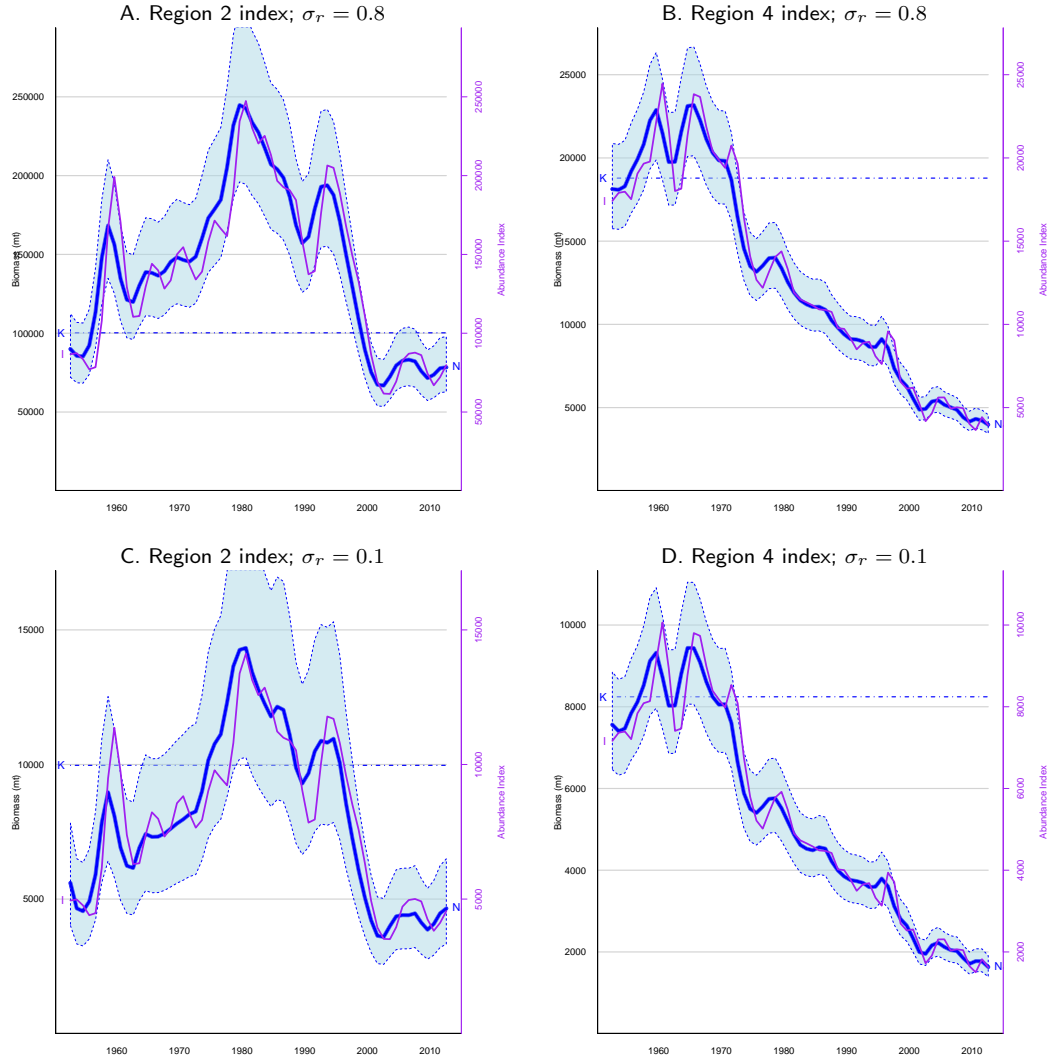 A. Region 2 index; σr = 0.8
250000
200000
150000
100000
50000
Biomass (mt)
K
I
N
250000
200000
150000
100000
50000
Abundance Index
1960 1970 1980 1990 2000 2010
B. Region 4 index; σr = 0.8
25000
20000
15000
10000
5000
Biomass (mt)
K
I
N
25000
20000
15000
10000
5000
Abundance Index
1960 1970 1980 1990 2000 2010
C. Region 2 index; σr = 0.1
15000
10000
5000
Biomass (mt)
K
I
N
15000
10000
5000
Abundance Index
1960 1970 1980 1990 2000 2010
D. Region 4 index; σr = 0.1
10000
8000
6000
4000
2000
Biomass (mt)
K
I
N
10000
8000
6000
4000
2000
Abundance Index
1960 1970 1980 1990 2000 2010